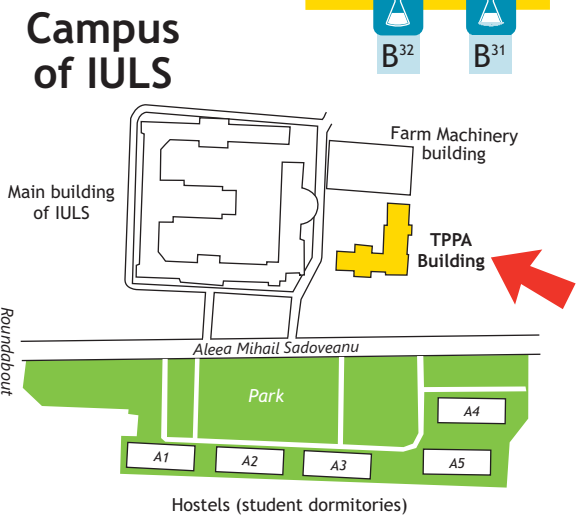 Campus
of IULS
B32
B31
Farm Machinery
building
Main building
of IULS
TPPA
Building
Roundabout
Aleea Mihail Sadoveanu
Park
A4
A1
A2
A3
A5
Hostels (student dormitories)